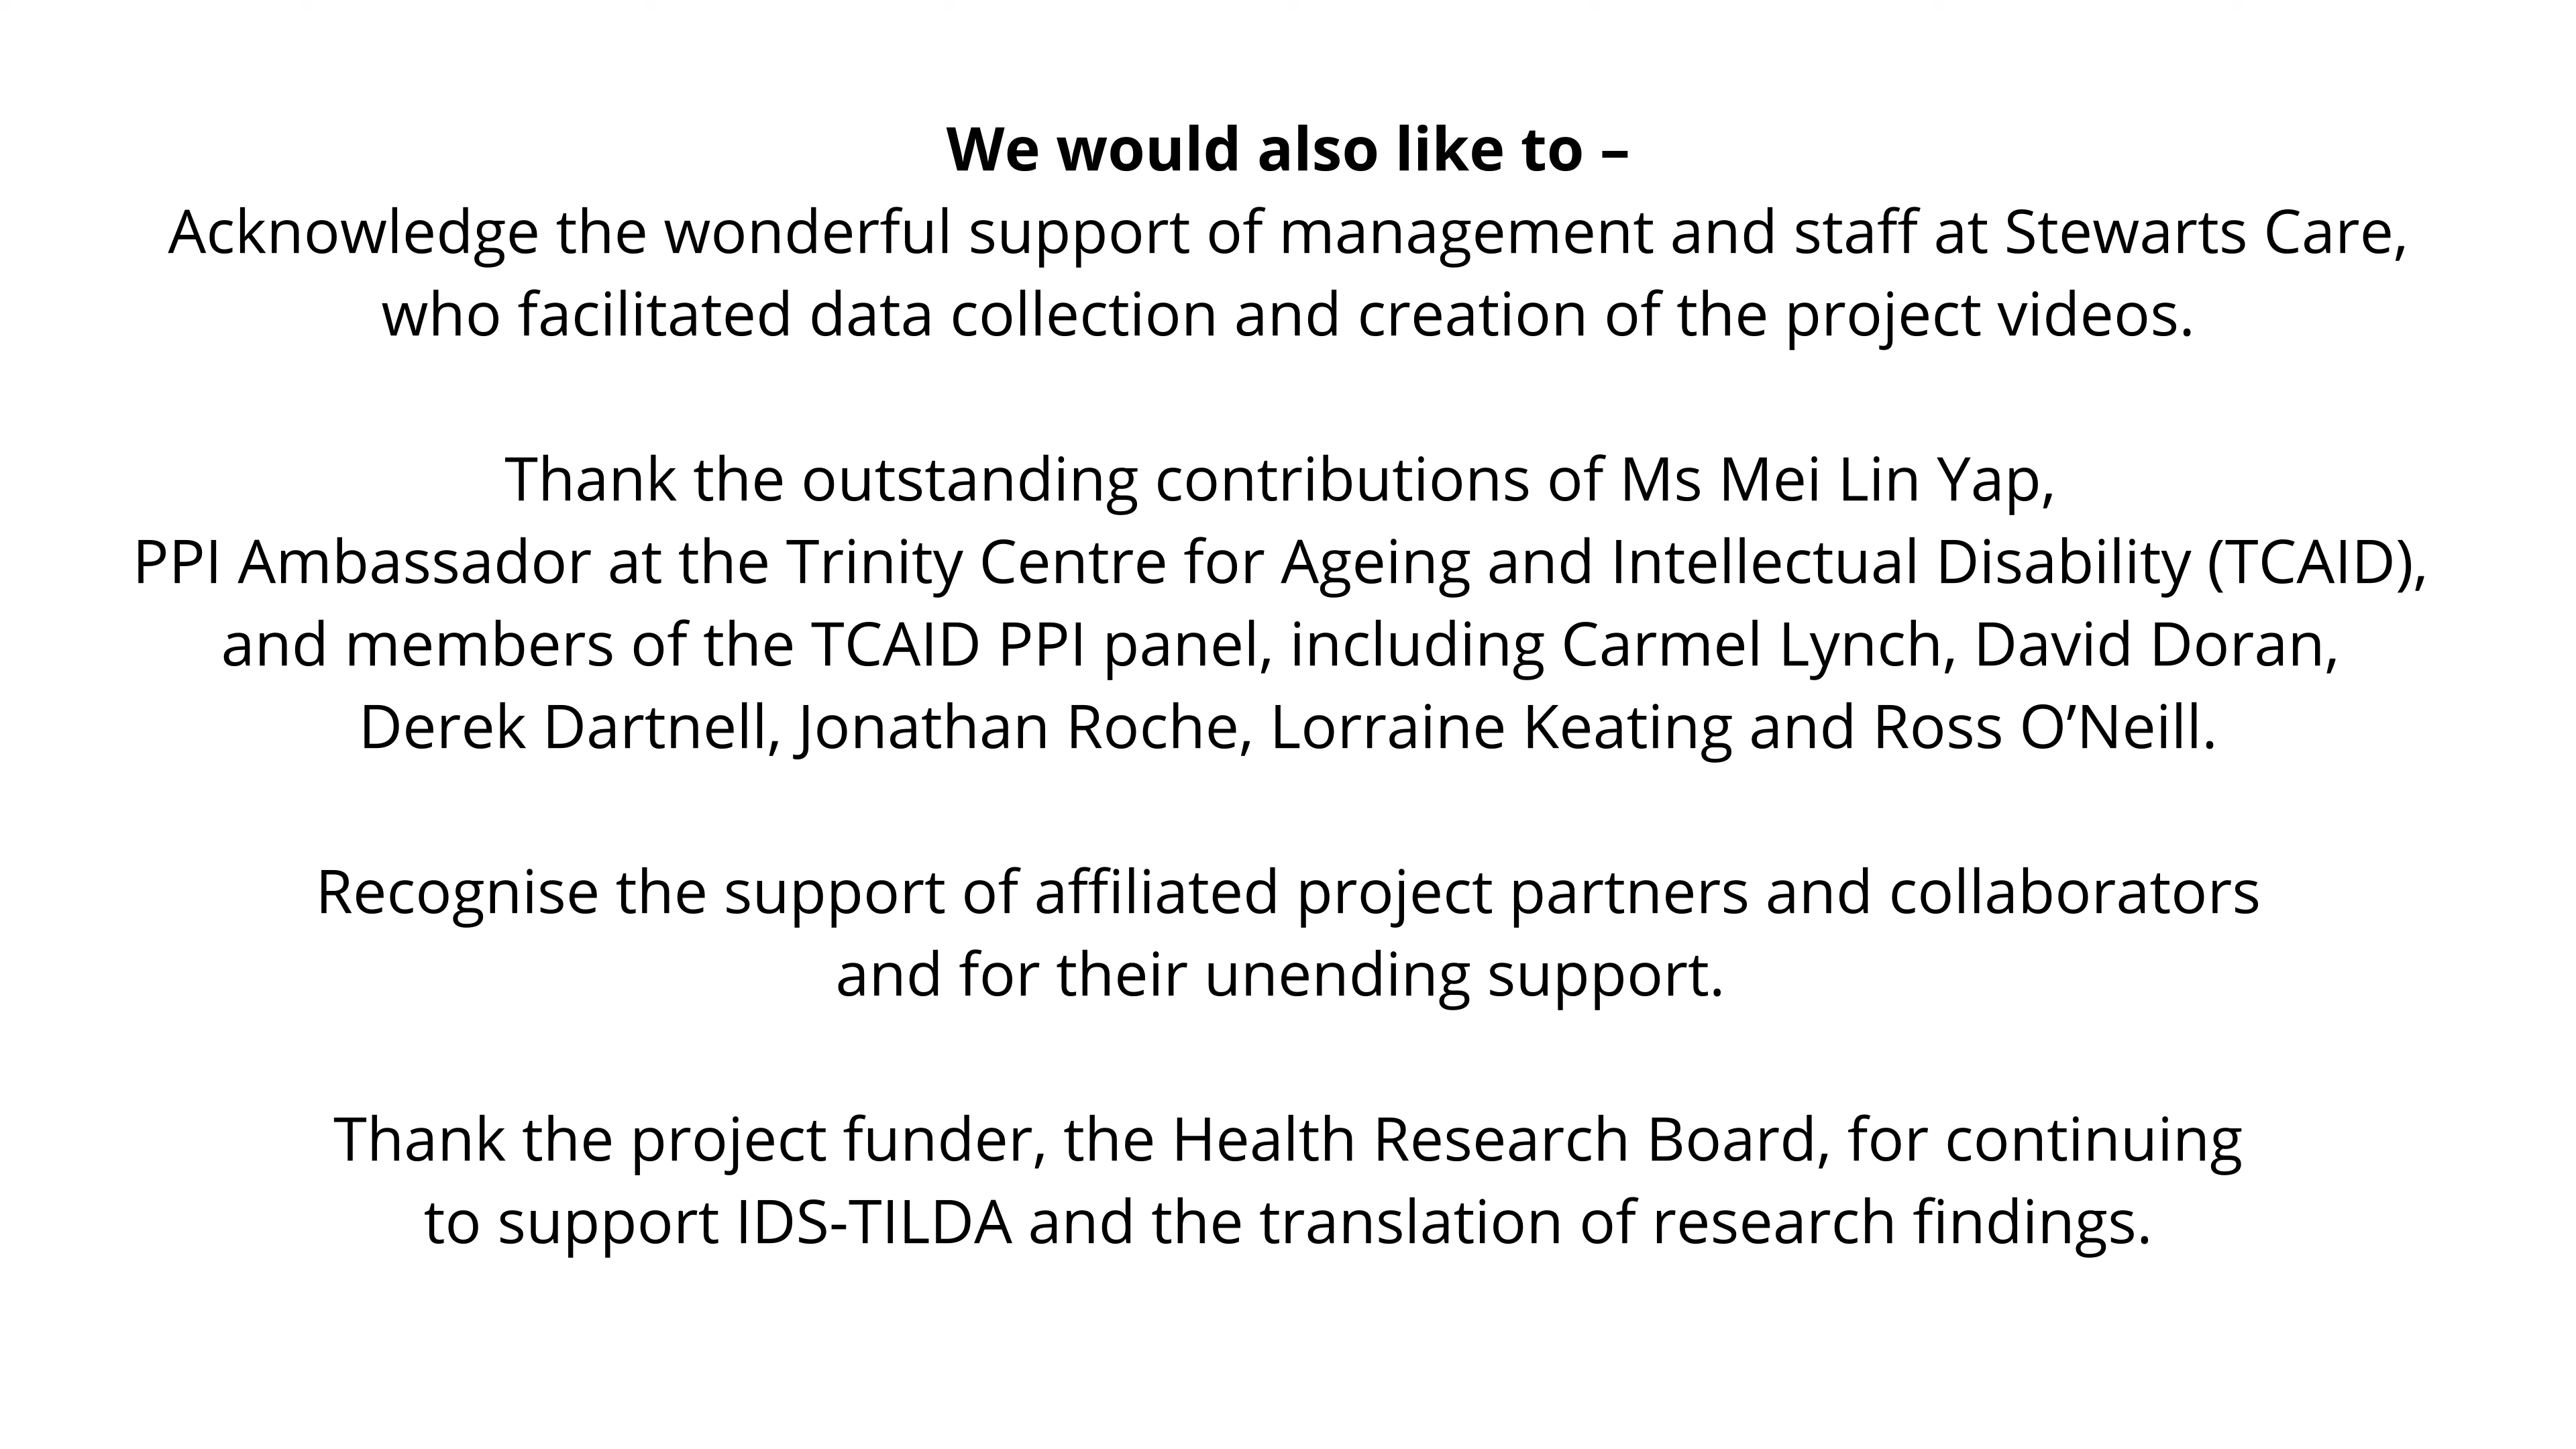 We would also like to –
Acknowledge the wonderful support of management and staff at Stewarts Care,
who facilitated data collection and creation of the project videos.
Thank the outstanding contributions of Ms Mei Lin Yap,
PPI Ambassador at the Trinity Centre for Ageing and Intellectual Disability (TCAID),
and members of the TCAID PPI panel, including Carmel Lynch, David Doran,
Derek Dartnell, Jonathan Roche, Lorraine Keating and Ross O’Neill.
Recognise the support of affiliated project partners and collaborators
and for their unending support.
Thank the project funder, the Health Research Board, for continuing
to support IDS-TILDA and the translation of research findings.